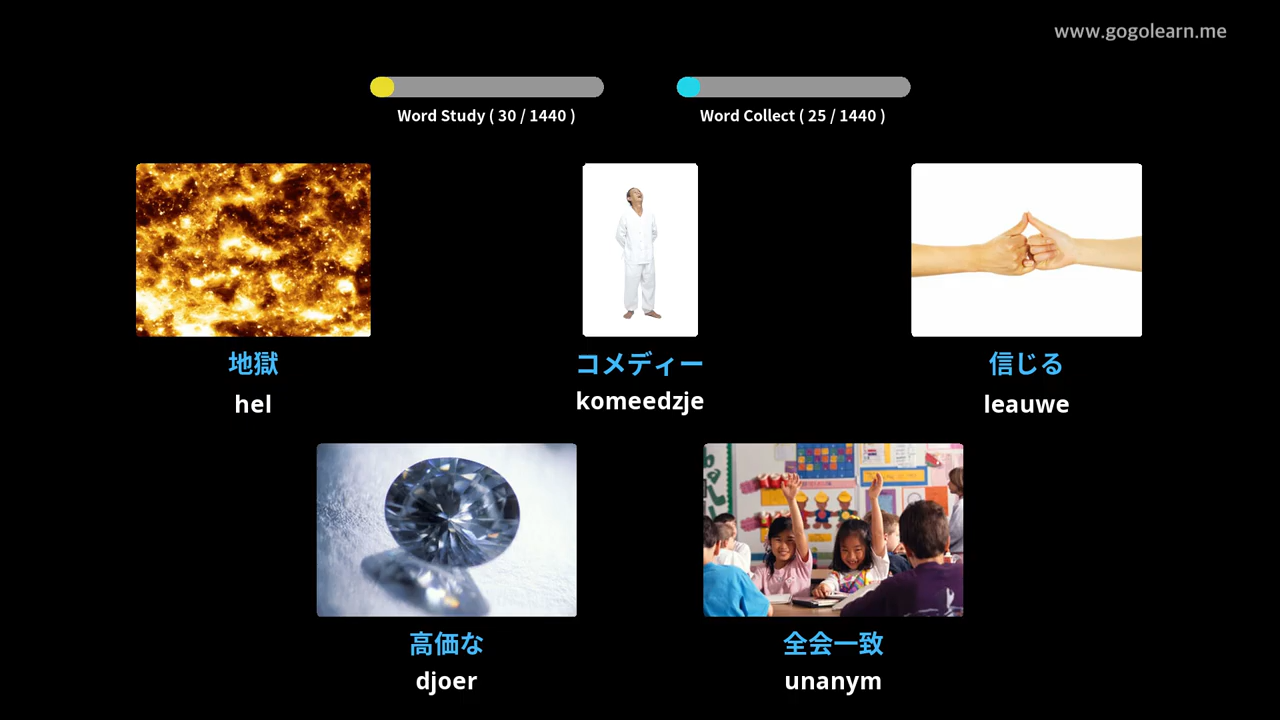 www.gogolearn.me
Word Study ( 30 / 1440 )
Word Collect ( 25 / 1440 )
地獄
hel
コメディー
komeedzje
信じる
leauwe
高価な
djoer
全会一致
unanym